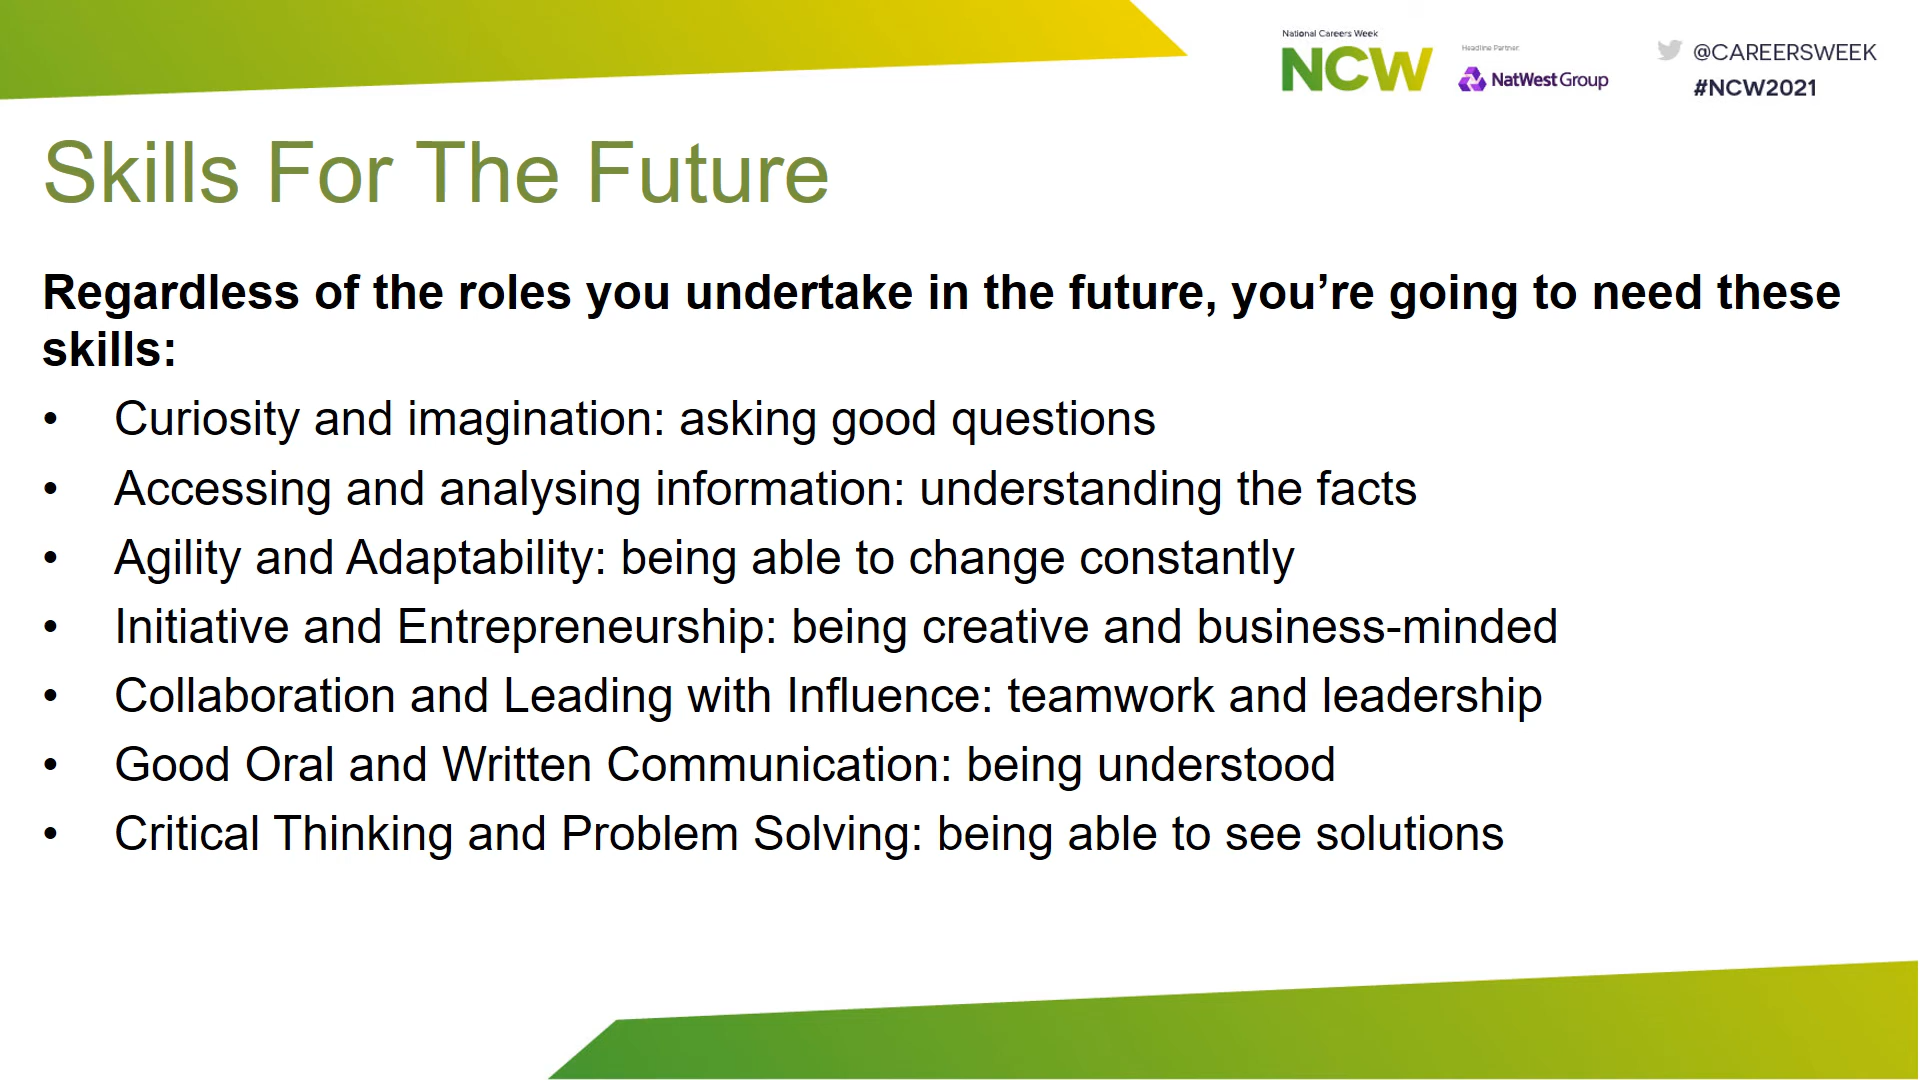 National Careers Week
NCW
Headline Partner
NatWest Group
@CAREERSWEEK
#NCW2021
Skills For The Future
Regardless of the roles you undertake in the future, you’re going to need these
skills:
• Curiosity and imagination: asking good questions
• Accessing and analysing information: understanding the facts
• Agility and Adaptability: being able to change constantly
• Initiative and Entrepreneurship: being creative and business-minded
• Collaboration and Leading with Influence: teamwork and leadership
• Good Oral and Written Communication: being understood
• Critical Thinking and Problem Solving: being able to see solutions